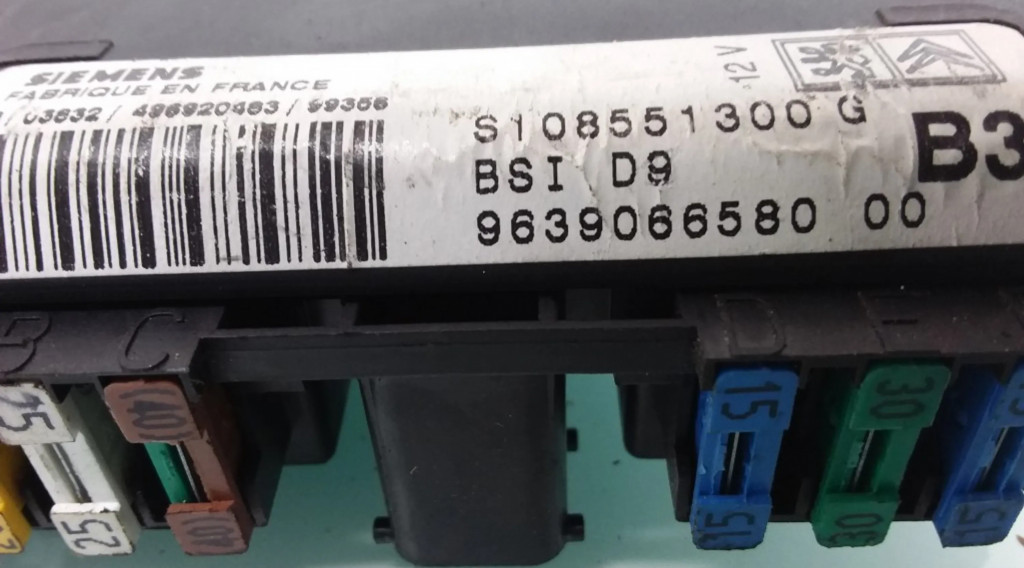 SIEMENS
FABRIQUE EN FRANCE
/ 03632 / 496920463 / 99356
12 V
S108551300 G
BSI D9
9639066580 00
B3
B C D
25 (40) 15 30
25 (40) 15 30 15